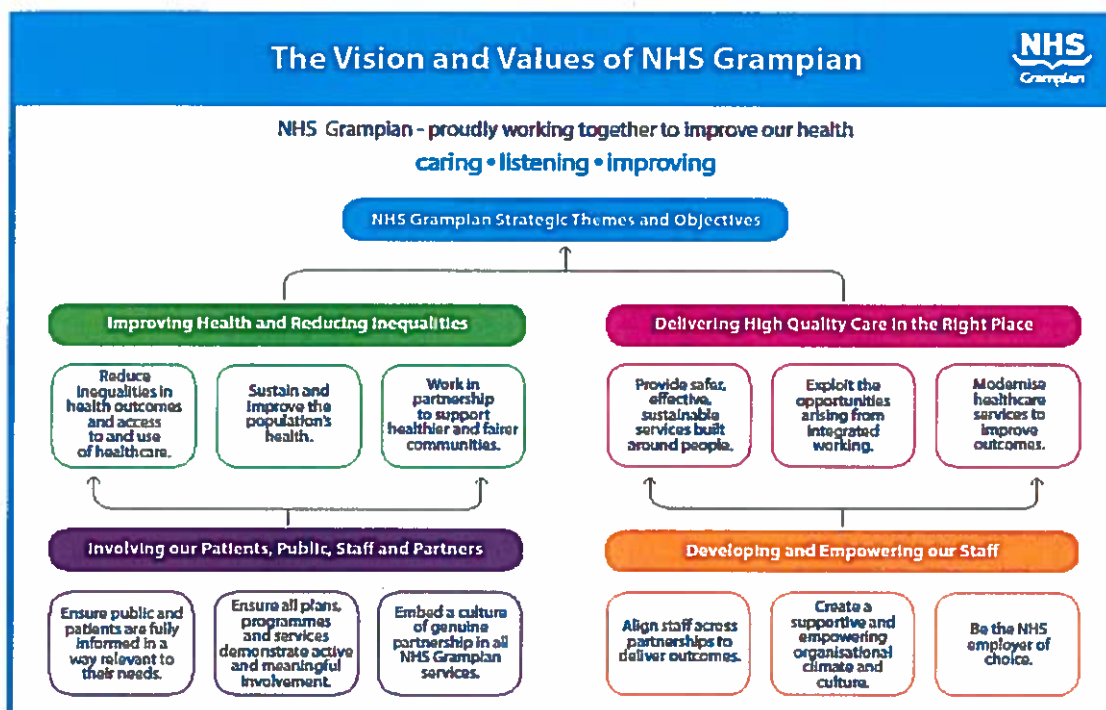 The Vision and Values of NHS Grampian
NHS
Grampian
NHS Grampian - proudly working together to improve our health
caring • listening • improving
NHS Grampian Strategic Themes and Objectives
Improving Health and Reducing Inequalities
Reduce
inequalities in
health outcomes
and access
to and use
of healthcare.
Sustain and
improve the
population's
health.
Work in
partnership
to support
healthier and fairer
communities.
Delivering High Quality Care in the Right Place
Provide safer,
effective,
sustainable
services built
around people.
Exploit the
opportunities
arising from
integrated
working.
Modernise
healthcare
services to
improve
outcomes.
Involving our Patients, Public, Staff and Partners
Ensure public and
patients are fully
informed in a
way relevant to
their needs.
Ensure all plans,
programmes
and services
demonstrate active
and meaningful
involvement.
Embed a culture
of genuine
partnership in all
NHS Grampian
services.
Developing and Empowering our Staff
Align staff across
partnerships to
deliver outcomes.
Create a
supportive and
empowering
organisational
climate and
culture.
Be the NHS
employer of
choice.